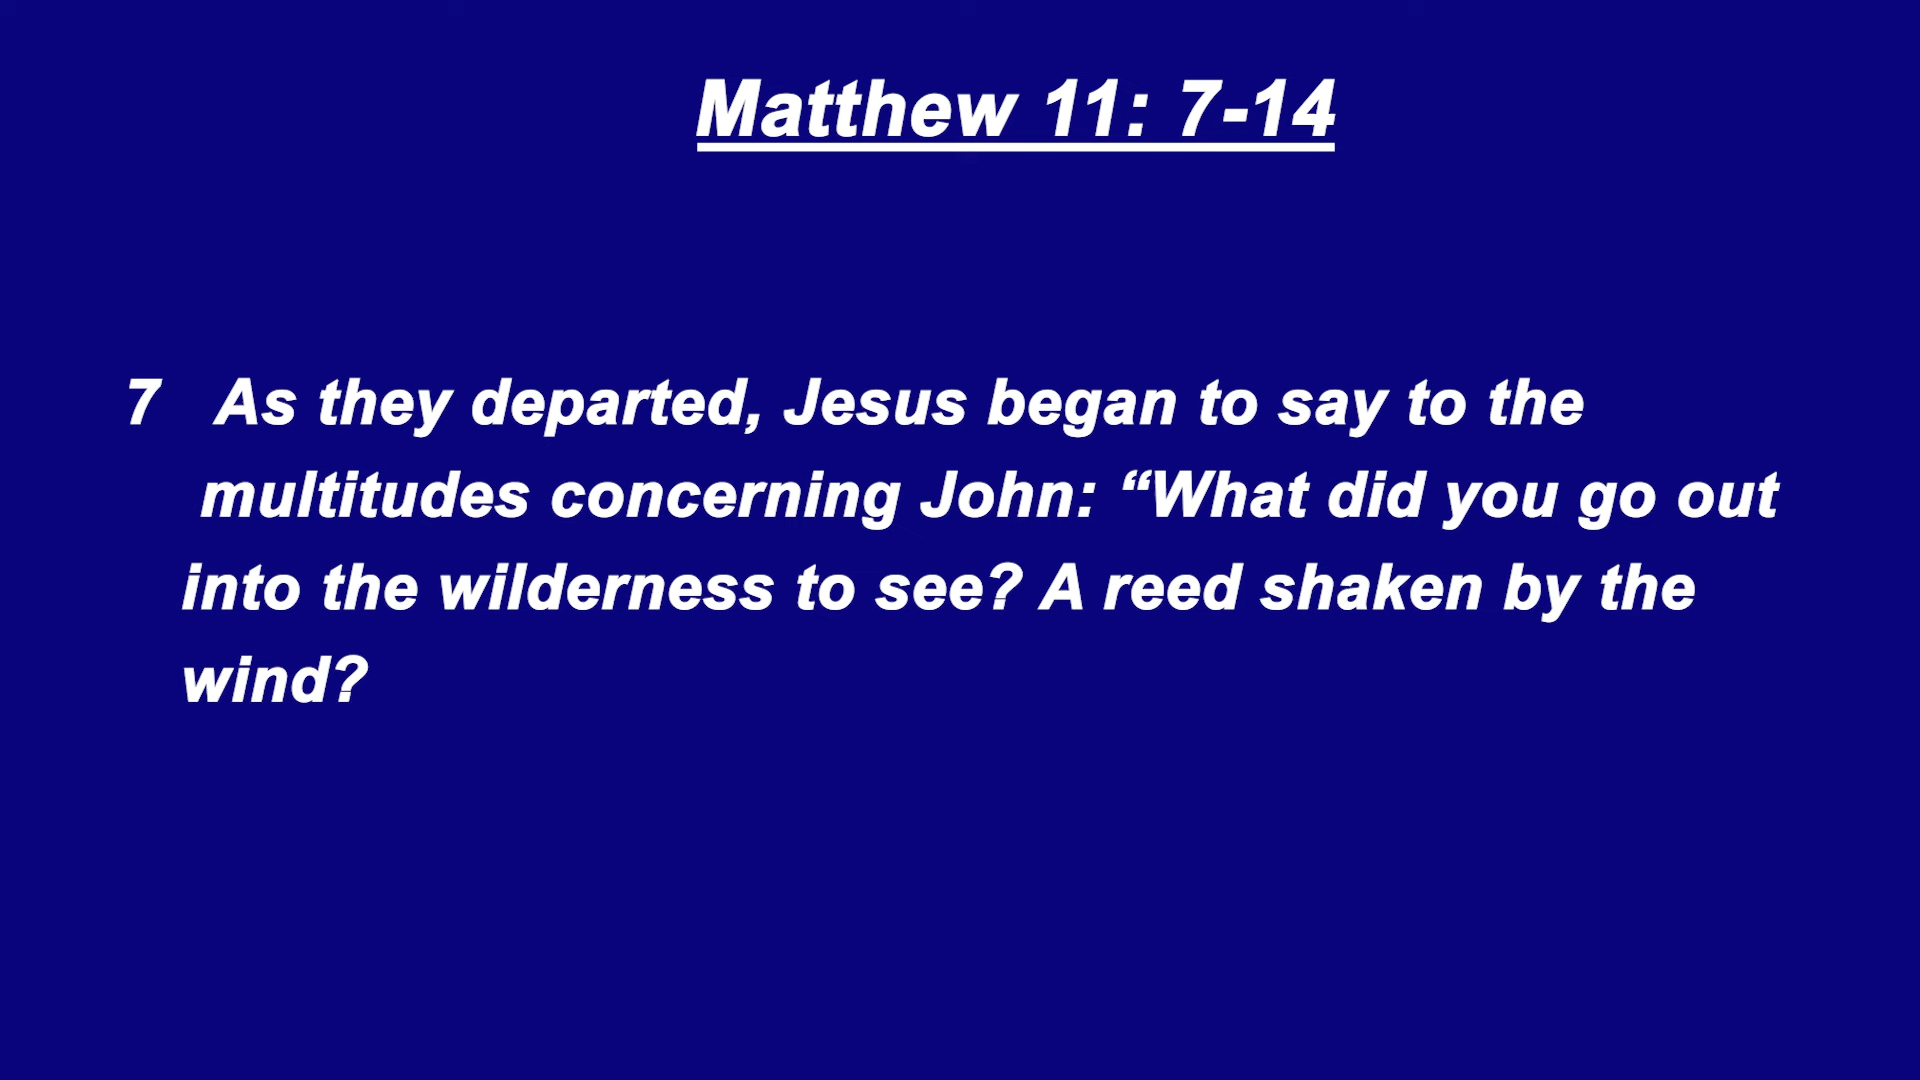 Matthew 11: 7-14
7 As they departed, Jesus began to say to the
multitudes concerning John: “What did you go out
into the wilderness to see? A reed shaken by the
wind?